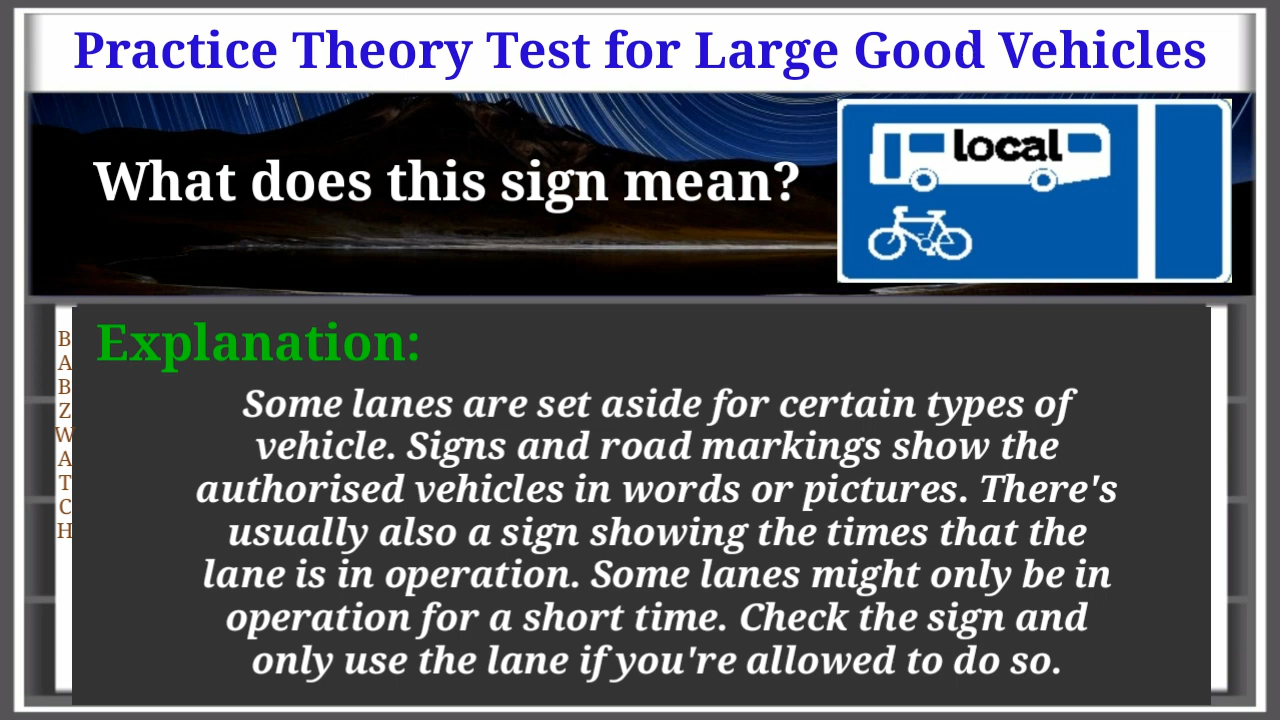 Practice Theory Test for Large Good Vehicles
What does this sign mean?
local
BABZWATCH
Explanation:
Some lanes are set aside for certain types of
vehicle. Signs and road markings show the
authorised vehicles in words or pictures. There's
usually also a sign showing the times that the
lane is in operation. Some lanes might only be in
operation for a short time. Check the sign and
only use the lane if you're allowed to do so.